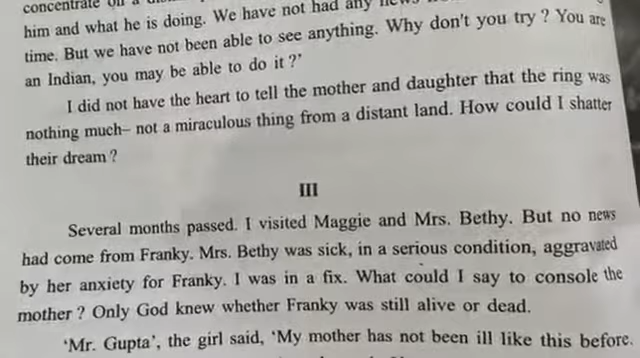 concentrate on a
him and what he is doing. We have not had any news
time. But we have not been able to see anything. Why don't you try ? You are
an Indian, you may be able to do it ?'
I did not have the heart to tell the mother and daughter that the ring was
nothing much– not a miraculous thing from a distant land. How could I shatter
their dream ?
III
Several months passed. I visited Maggie and Mrs. Bethy. But no news
had come from Franky. Mrs. Bethy was sick, in a serious condition, aggravated
by her anxiety for Franky. I was in a fix. What could I say to console the
mother ? Only God knew whether Franky was still alive or dead.
'Mr. Gupta', the girl said, 'My mother has not been ill like this before.